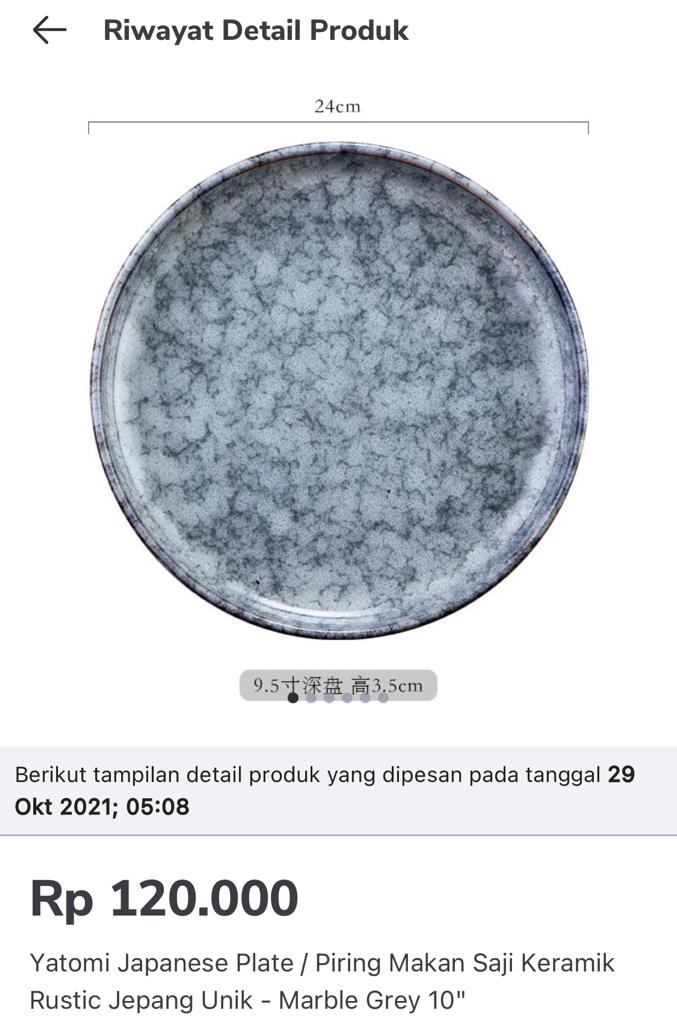 Riwayat Detail Produk
24cm
9.5寸深盘 高3.5cm
Berikut tampilan detail produk yang dipesan pada tanggal 29
Okt 2021; 05:08
Rp 120.000
Yatomi Japanese Plate / Piring Makan Saji Keramik
Rustic Jepang Unik - Marble Grey 10"